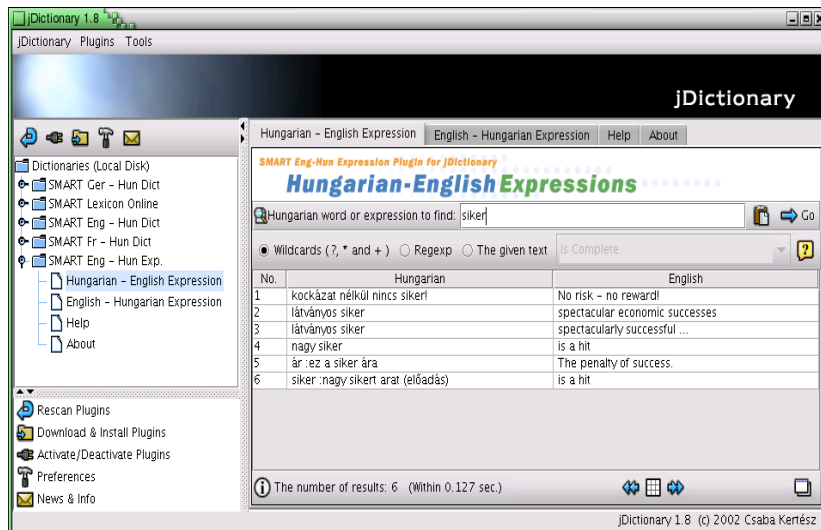 jDictionary 1.8
jDictionary Plugins Tools
jDictionary
Dictionaries (Local Disk)
SMART Ger - Hun Dict
SMART Lexicon Online
SMART Eng - Hun Dict
SMART Fr - Hun Dict
SMART Eng - Hun Exp.
Hungarian - English Expression
English - Hungarian Expression
Help
About
Rescan Plugins
Download & Install Plugins
Activate/Deactivate Plugins
Preferences
News & Info
Hungarian - English Expression English - Hungarian Expression Help About
SMART Eng-Hun Expression Plugin for jDictionary
Hungarian-English Expressions
Hungarian word or expression to find: siker Go
Wildcards (?, * and + ) Regexp The given text Is Complete.
No. Hungarian English
1 kockázat nélkül nincs siker! No risk - no reward!
2 látványos siker spectacular economic successes
3 látványos siker spectacularly successful ...
4 nagy siker is a hit
5 ár :ez a siker ára The penalty of success.
6 siker :nagy sikert arat (előadás) is a hit
The number of results: 6 (Within 0.127 sec.)
jDictionary 1.8 (c) 2002 Csaba Kertész